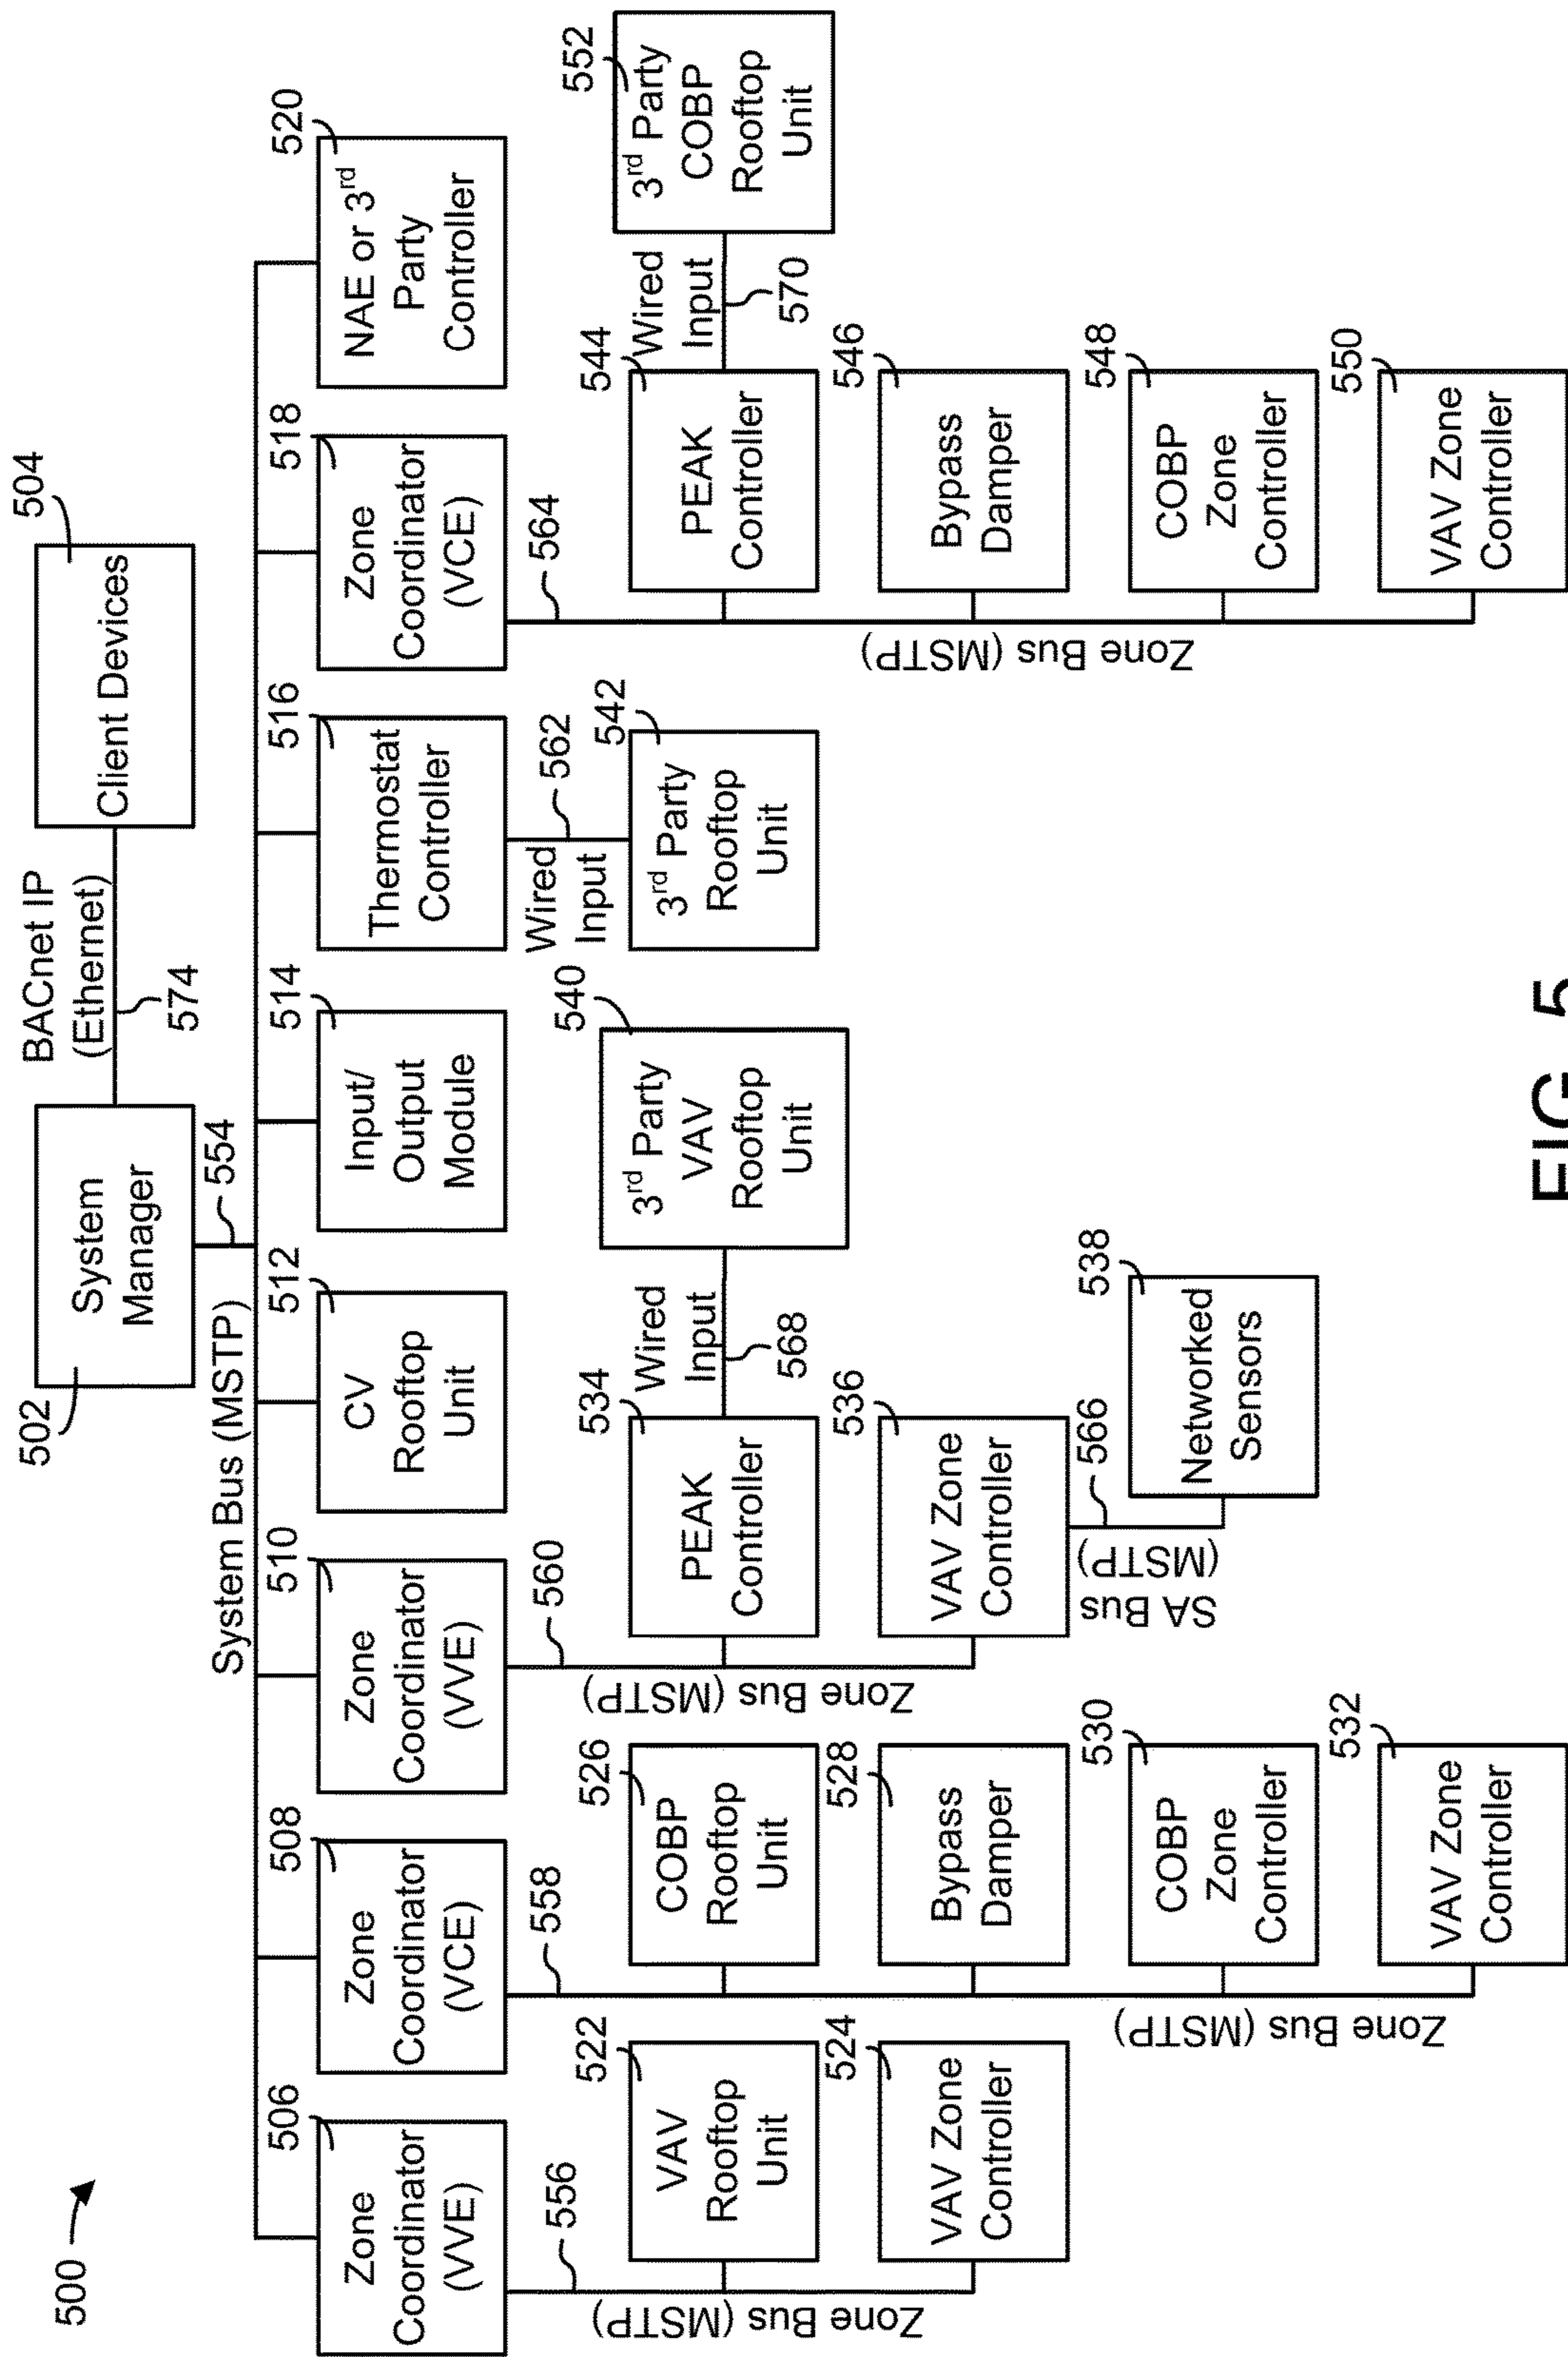 500
502
System
Manager
BACnet IP
(Ethernet)
574
504
Client Devices
554
System Bus (MSTP)
506
Zone
Coordinator
(VVE)
508
Zone
Coordinator
(VCE)
510
Zone
Coordinator
(VVE)
512
CV
Rooftop
Unit
514
Input/
Output
Module
516
Thermostat
Controller
518
Zone
Coordinator
(VCE)
520
NAE or 3rd
Party
Controller
556
Zone Bus (MSTP)
522
VAV
Rooftop
Unit
524
VAV Zone
Controller
558
Zone Bus (MSTP)
526
COBP
Rooftop
Unit
528
Bypass
Damper
530
COBP
Zone
Controller
532
VAV Zone
Controller
560
Zone Bus (MSTP)
534
PEAK
Controller
Wired
Input
568
540
3rd Party
VAV
Rooftop
Unit
536
VAV Zone
Controller
566
SA Bus
(MSTP)
538
Networked
Sensors
562
Wired
Input
542
3rd Party
Rooftop
Unit
564
Zone Bus (MSTP)
544
PEAK
Controller
Wired
Input
570
552
3rd Party
COBP
Rooftop
Unit
546
Bypass
Damper
548
COBP
Zone
Controller
550
VAV Zone
Controller
FIG. 5